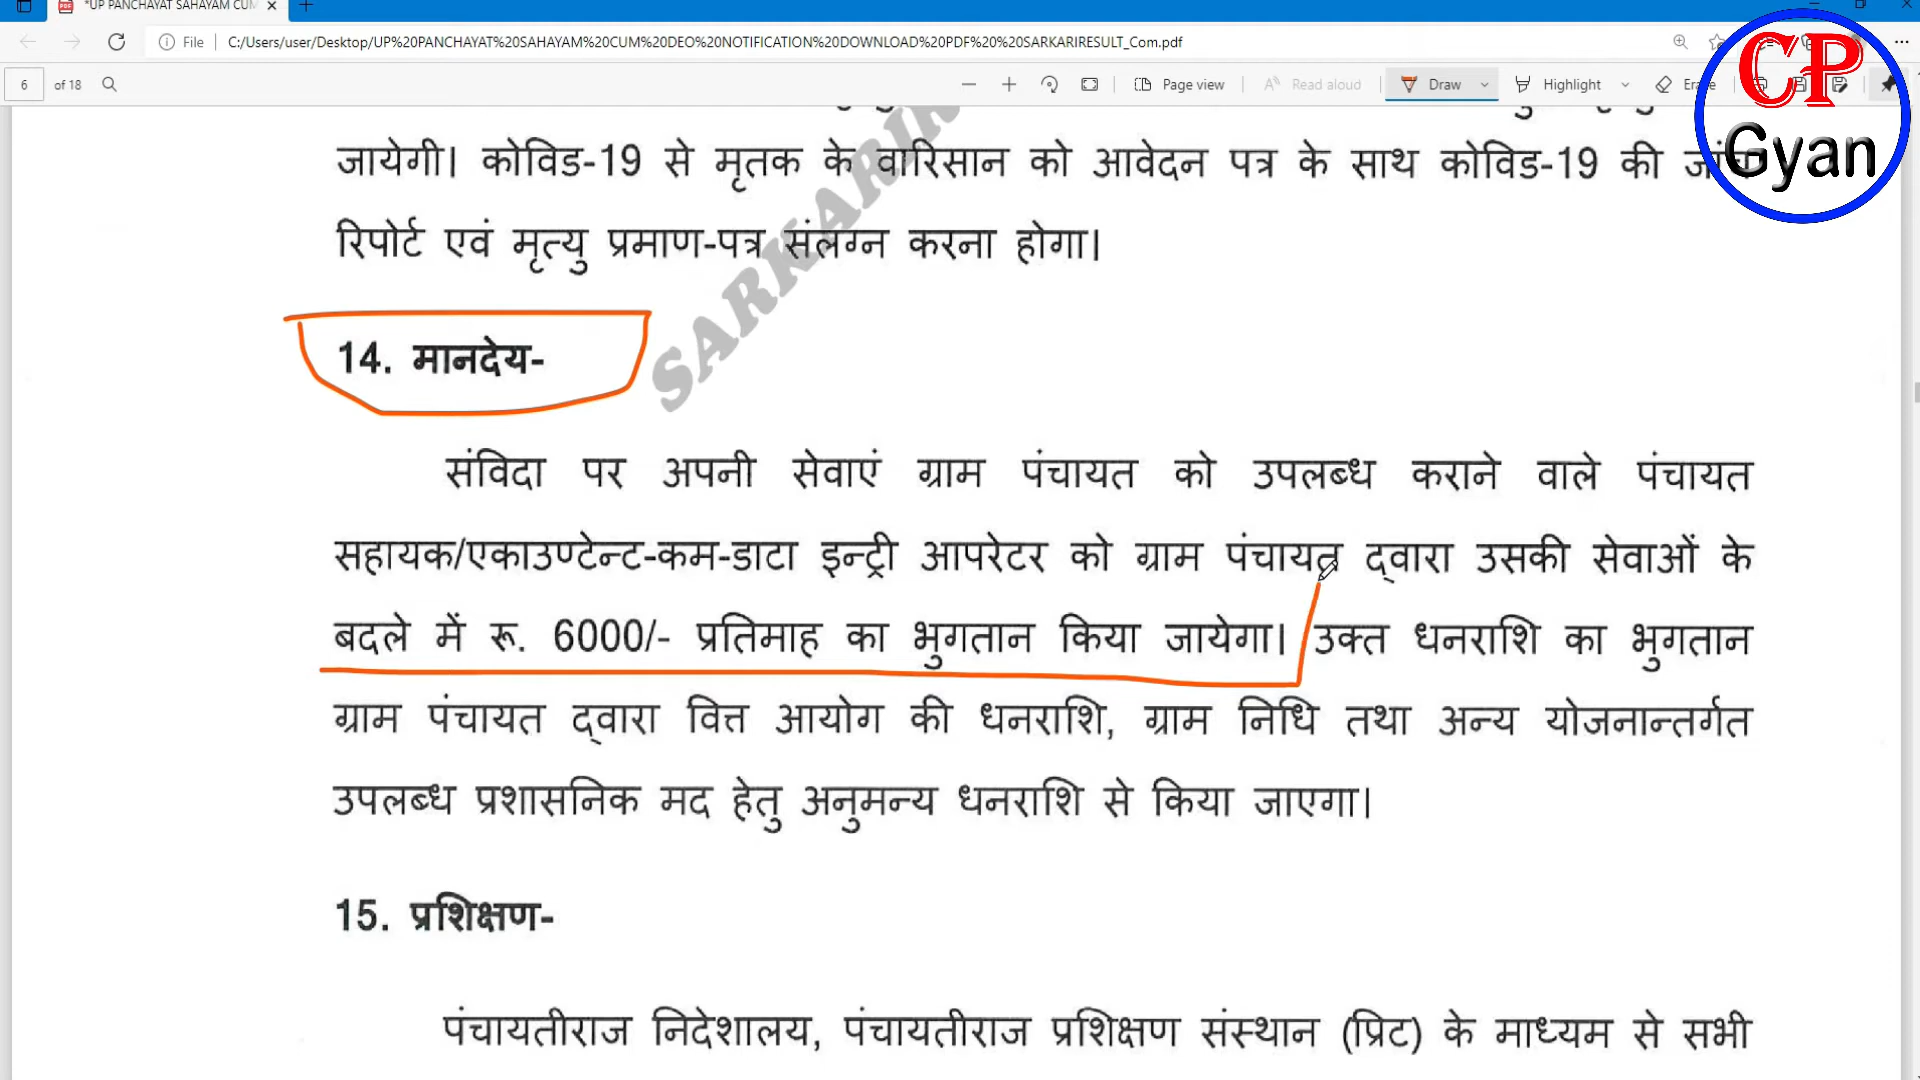 *UP PANCHAYAT SAHAYAM CUM
File C:/Users/user/Desktop/UP%20PANCHAYAT%20SAHAYAM%20CUM%20DEO%20NOTIFICATION%20DOWNLOAD%20PDF%20%20SARKARIRESULT_Com.pdf
6 of 18 Page view Read aloud Draw Highlight
CP
Gyan
जायेगी। कोविड-19 से मृतक के वारिसान को आवेदन पत्र के साथ कोविड-19 की
रिपोर्ट एवं मृत्यु प्रमाण-पत्र संलग्न करना होगा।
14. मानदेय-
संविदा पर अपनी सेवाएं ग्राम पंचायत को उपलब्ध कराने वाले पंचायत
सहायक/एकाउण्टेन्ट-कम-डाटा इन्ट्री आपरेटर को ग्राम पंचायत द्वारा उसकी सेवाओं के
बदले में रू. 6000/- प्रतिमाह का भुगतान किया जायेगा। उक्त धनराशि का भुगतान
ग्राम पंचायत द्वारा वित्त आयोग की धनराशि, ग्राम निधि तथा अन्य योजनान्तर्गत
उपलब्ध प्रशासनिक मद हेतु अनुमन्य धनराशि से किया जाएगा।
15. प्रशिक्षण-
पंचायतीराज निदेशालय, पंचायतीराज प्रशिक्षण संस्थान (प्रिट) के माध्यम से सभी